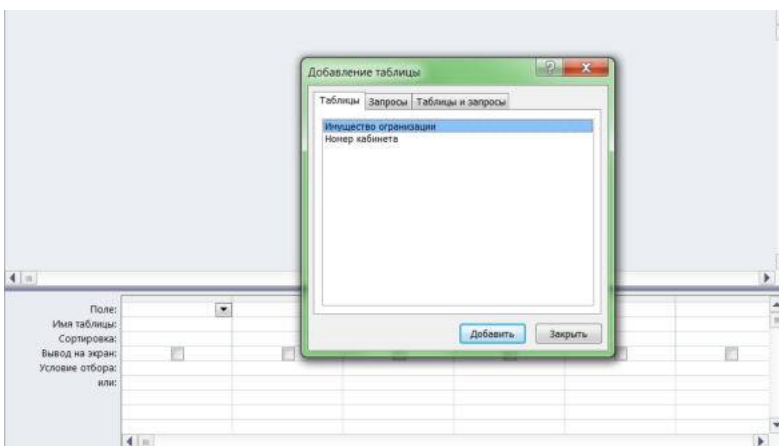 Добавление таблицы
Таблицы Запросы Таблицы и запросы
Имущество огранизации
Номер кабинета
Добавить Закрыть
Поле:
Имя таблицы:
Сортировка:
Вывод на экран:
Условие отбора:
или: